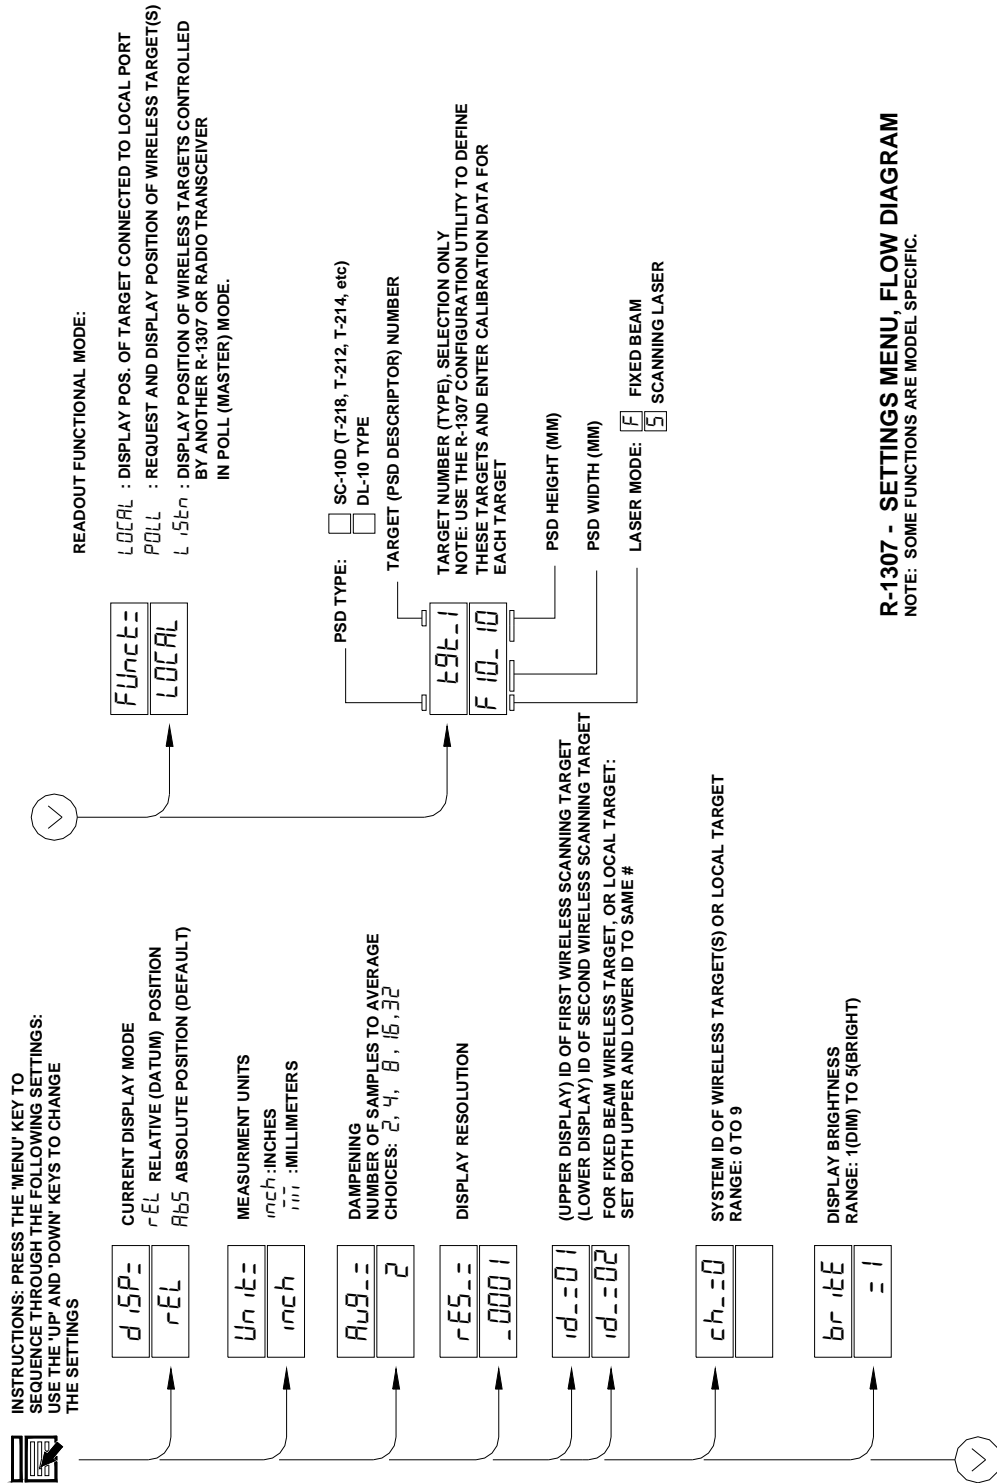 INSTRUCTIONS: PRESS THE 'MENU' KEY TO
SEQUENCE THROUGH THE FOLLOWING SETTINGS:
USE THE 'UP' AND 'DOWN' KEYS TO CHANGE
THE SETTINGS
diSP=
rEL
CURRENT DISPLAY MODE
rEL RELATIVE (DATUM) POSITION
AbS ABSOLUTE POSITION (DEFAULT)
Unit=
inch
MEASURMENT UNITS
inch :INCHES
:MILLIMETERS
Aug_=
2
DAMPENING
NUMBER OF SAMPLES TO AVERAGE
CHOICES: 2, 4, 8, 16, 32
rES_=
_0001
DISPLAY RESOLUTION
id_=01
id_=02
(UPPER DISPLAY) ID OF FIRST WIRELESS SCANNING TARGET
(LOWER DISPLAY) ID OF SECOND WIRELESS SCANNING TARGET
FOR FIXED BEAM WIRELESS TARGET, OR LOCAL TARGET:
SET BOTH UPPER AND LOWER ID TO SAME #
ch_=0
SYSTEM ID OF WIRELESS TARGET(S) OR LOCAL TARGET
RANGE: 0 TO 9
britE
= 1
DISPLAY BRIGHTNESS
RANGE: 1(DIM) TO 5(BRIGHT)
FUnct=
LOCAL
READOUT FUNCTIONAL MODE:
LOCAL : DISPLAY POS. OF TARGET CONNECTED TO LOCAL PORT
POLL : REQUEST AND DISPLAY POSITION OF WIRELESS TARGET(S)
LiStn : DISPLAY POSITION OF WIRELESS TARGETS CONTROLLED
BY ANOTHER R-1307 OR RADIO TRANSCEIVER
IN POLL (MASTER) MODE.
PSD TYPE:
SC-10D (T-218, T-212, T-214, etc)
DL-10 TYPE
TARGET (PSD DESCRIPTOR) NUMBER
tgt_1
F 10_ 10
TARGET NUMBER (TYPE), SELECTION ONLY
NOTE: USE THE R-1307 CONFIGURATION UTILITY TO DEFINE
THESE TARGETS AND ENTER CALIBRATION DATA FOR
EACH TARGET
PSD HEIGHT (MM)
PSD WIDTH (MM)
LASER MODE: F FIXED BEAM
S SCANNING LASER
R-1307 - SETTINGS MENU, FLOW DIAGRAM
NOTE: SOME FUNCTIONS ARE MODEL SPECIFIC.